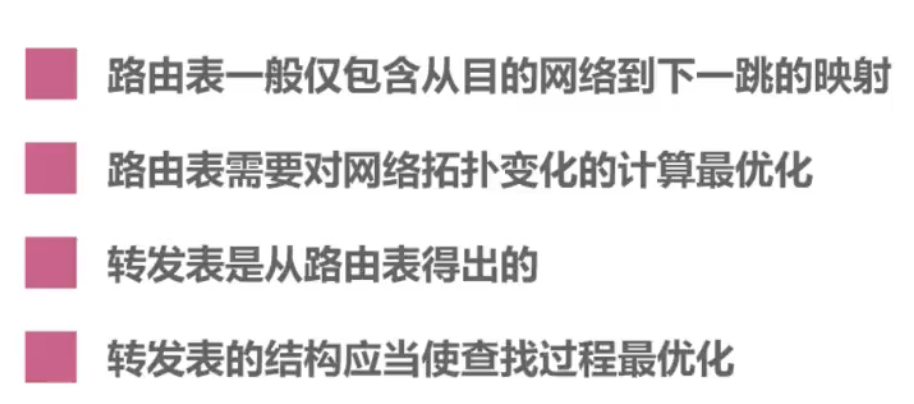 路由表一般仅包含从目的网络到下一跳的映射
路由表需要对网络拓扑变化的计算最优化
转发表是从路由表得出的
转发表的结构应当使查找过程最优化